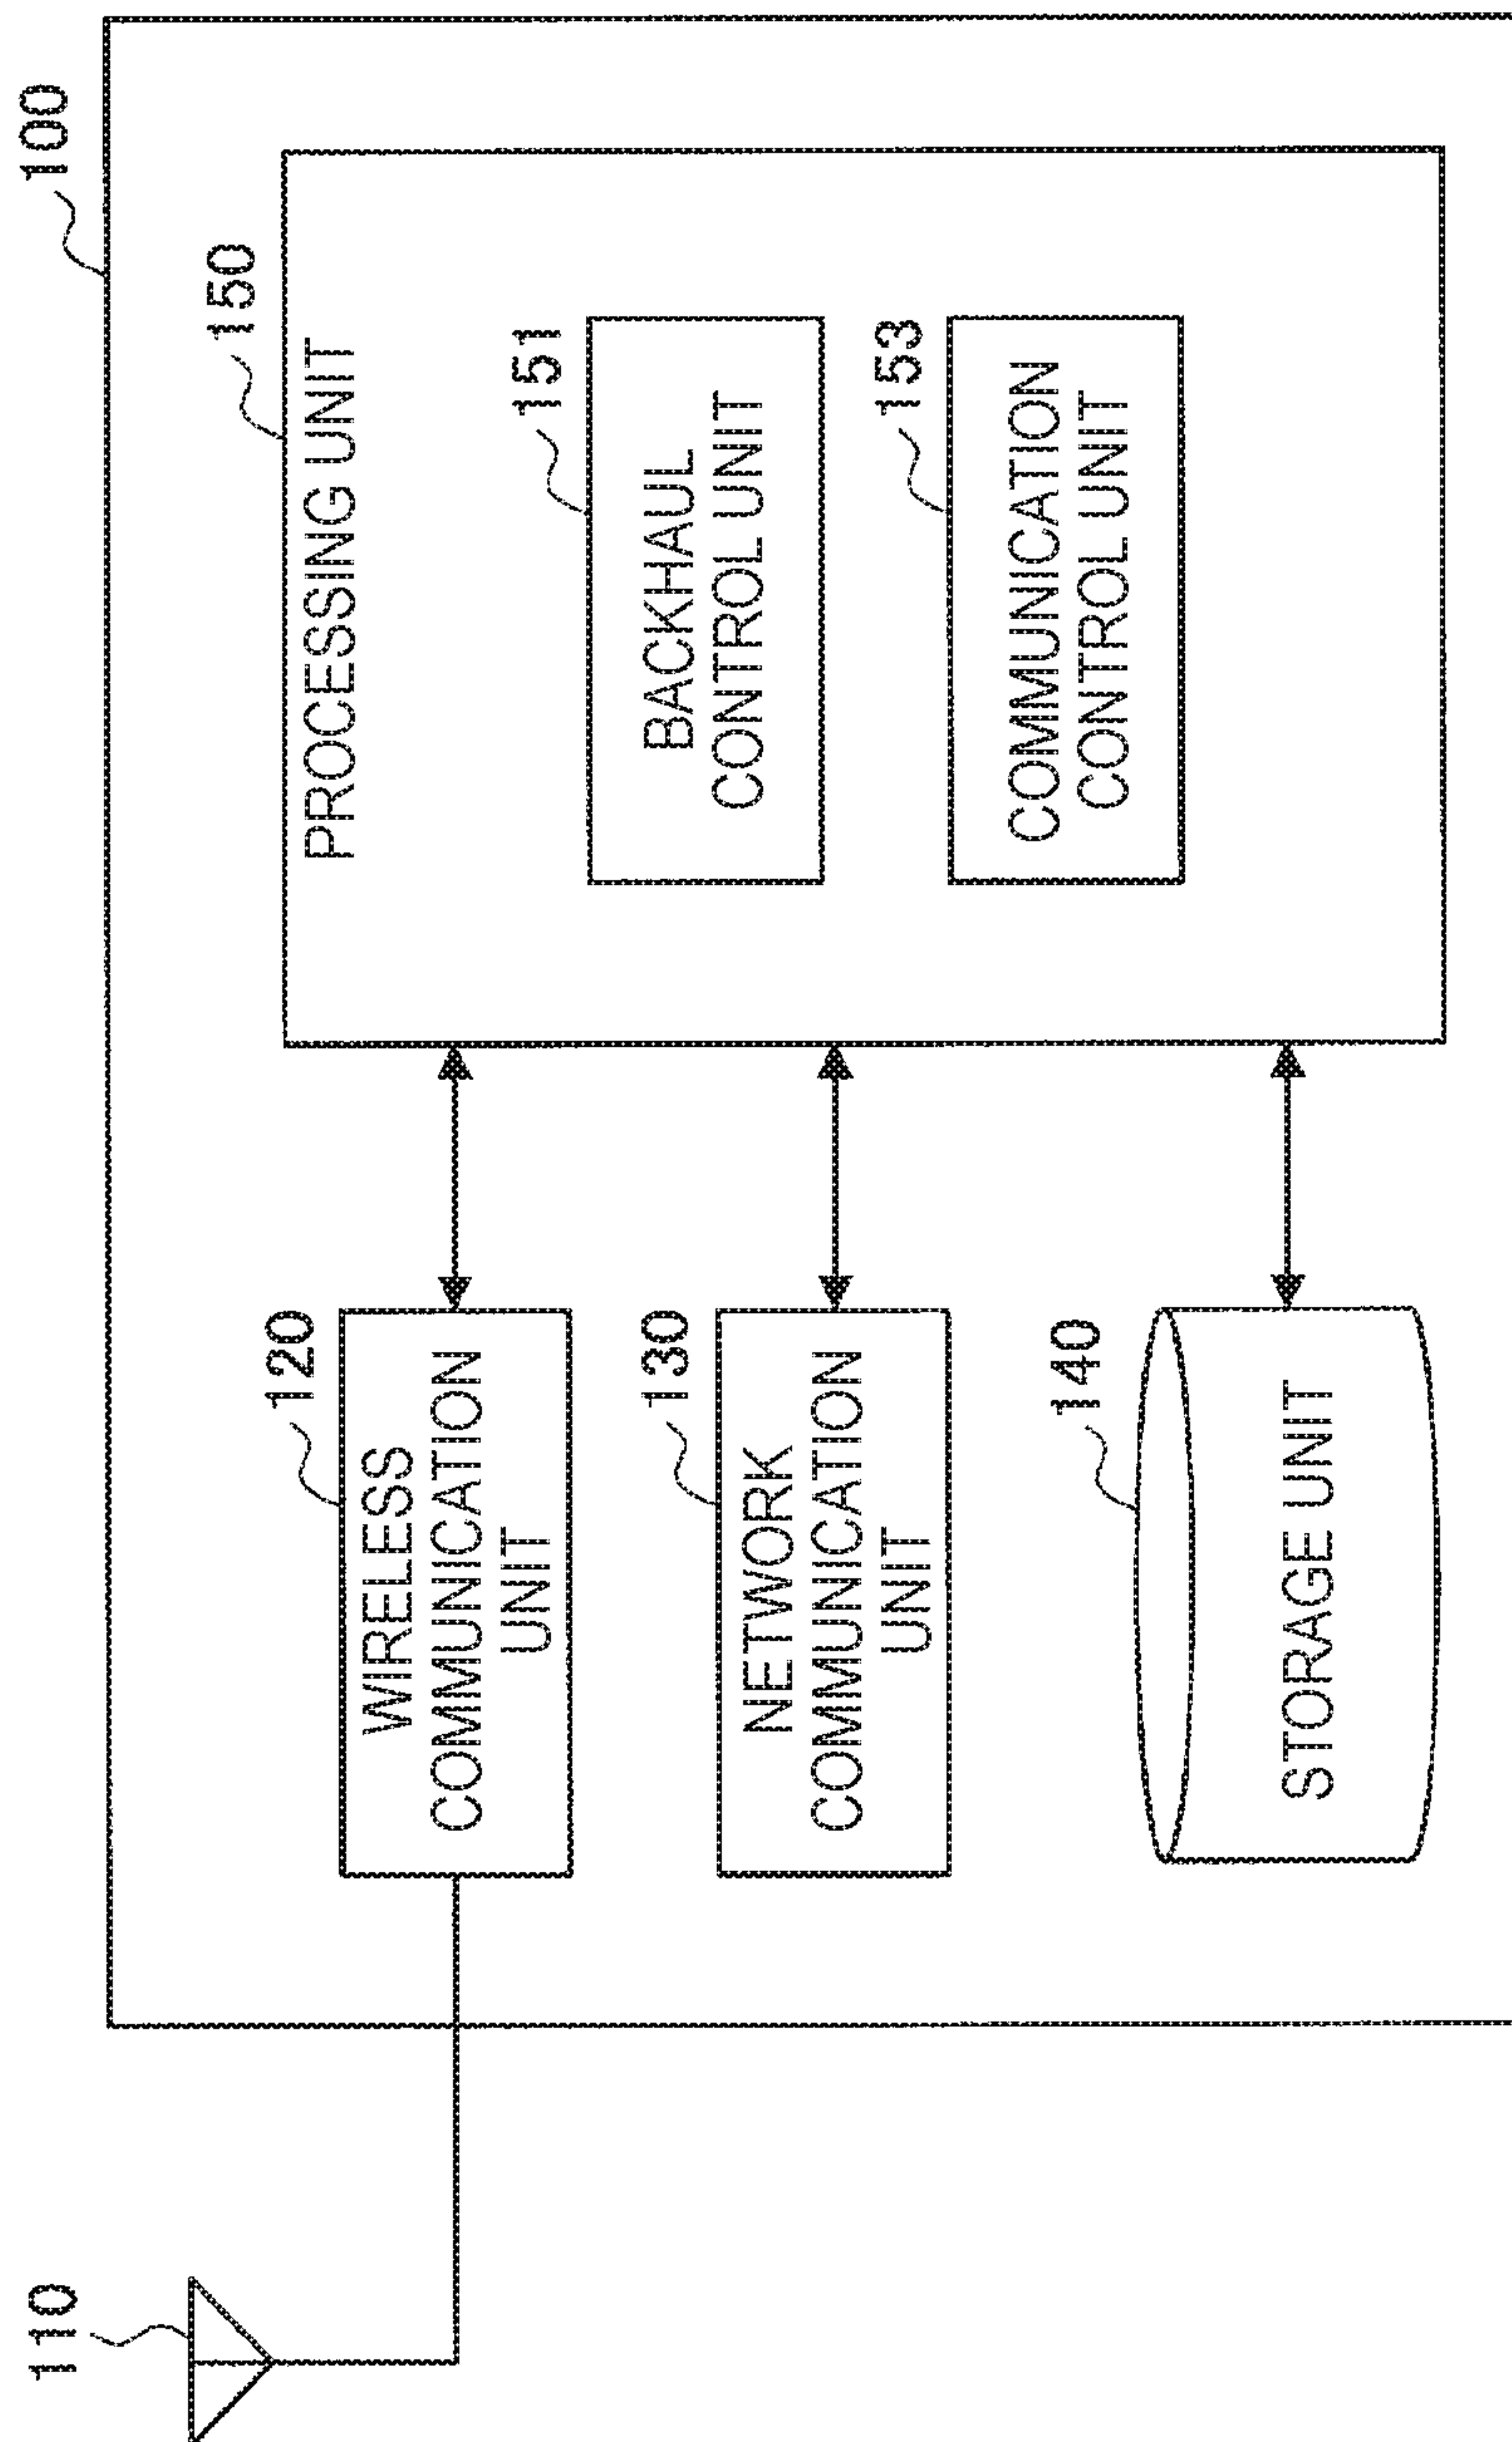 100
110
120
WIRELESS
COMMUNICATION
UNIT
130
NETWORK
COMMUNICATION
UNIT
140
STORAGE UNIT
150
PROCESSING UNIT
151
BACKHAUL
CONTROL UNIT
153
COMMUNICATION
CONTROL UNIT